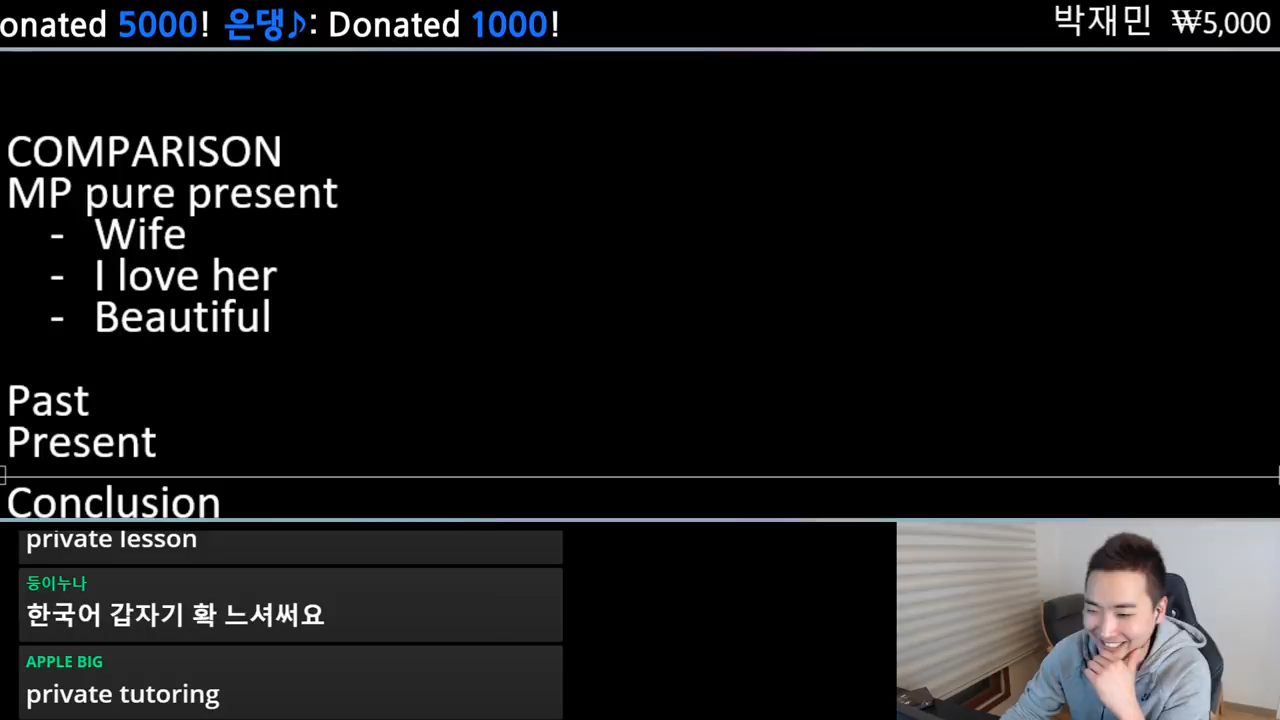 onated 5000! 은댕♪: Donated 1000!
박재민 ₩5,000
COMPARISON
MP pure present
- Wife
- I love her
- Beautiful
Past
Present
Conclusion
private lesson
둥이누나
한국어 갑자기 확 느셔써요
APPLE BIG
private tutoring